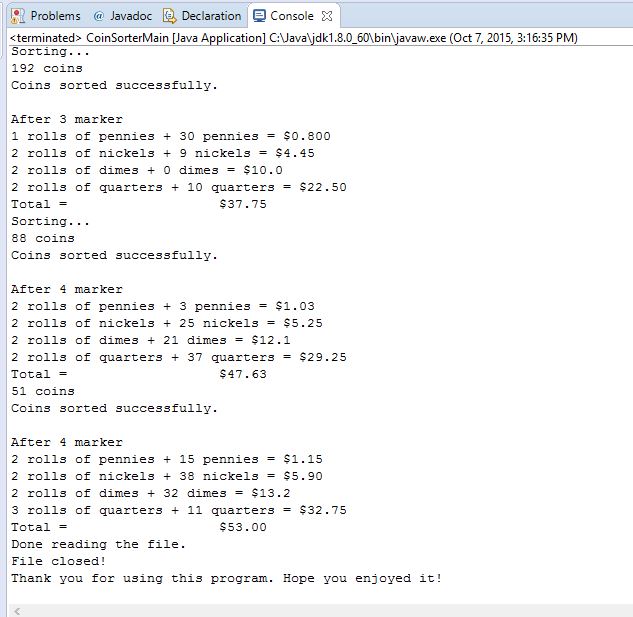 Problems @ Javadoc Declaration Console
<terminated> CoinSorterMain [Java Application] C:\Java\jdk1.8.0_60\bin\javaw.exe (Oct 7, 2015, 3:16:35 PM)
Sorting...
192 coins
Coins sorted successfully.
After 3 marker
1 rolls of pennies + 30 pennies = $0.800
2 rolls of nickels + 9 nickels = $4.45
2 rolls of dimes + 0 dimes = $10.0
2 rolls of quarters + 10 quarters = $22.50
Total = $37.75
Sorting...
88 coins
Coins sorted successfully.
After 4 marker
2 rolls of pennies + 3 pennies = $1.03
2 rolls of nickels + 25 nickels = $5.25
2 rolls of dimes + 21 dimes = $12.1
2 rolls of quarters + 37 quarters = $29.25
Total = $47.63
51 coins
Coins sorted successfully.
After 4 marker
2 rolls of pennies + 15 pennies = $1.15
2 rolls of nickels + 38 nickels = $5.90
2 rolls of dimes + 32 dimes = $13.2
3 rolls of quarters + 11 quarters = $32.75
Total = $53.00
Done reading the file.
File closed!
Thank you for using this program. Hope you enjoyed it!